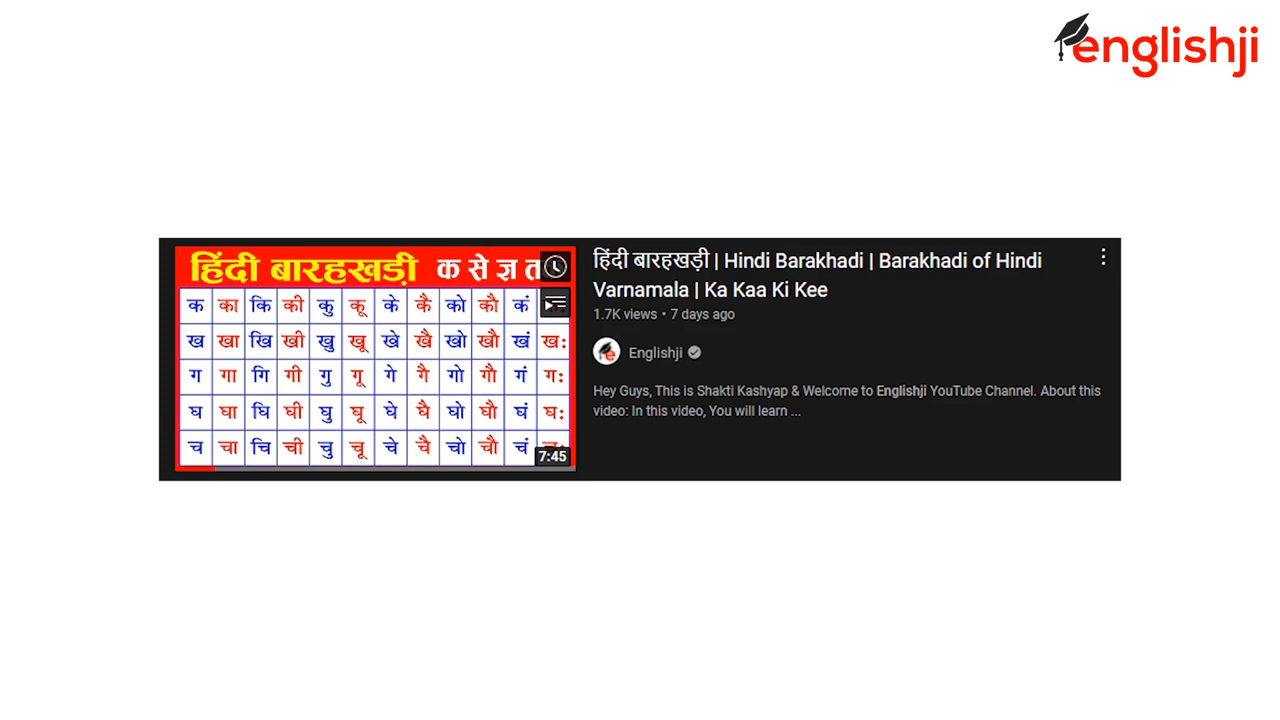 englishji
हिंदी बारहखड़ी क से ज्ञ त
क का कि की कु कू के कै को कौ कं
ख खा खि खी खु खू खे खै खो खौ खं ख:
ग गा गि गी गु गू गे गै गो गौ गं ग:
घ घा घि घी घु घू घे घै घो घौ घं घ:
च चा चि ची चु चू चे चै चो चौ चं
7:45
हिंदी बारहखड़ी | Hindi Barakhadi | Barakhadi of Hindi
Varnamala | Ka Kaa Ki Kee
1.7K views • 7 days ago
Englishji
Hey Guys, This is Shakti Kashyap & Welcome to Englishji YouTube Channel. About this
video: In this video, You will learn ...